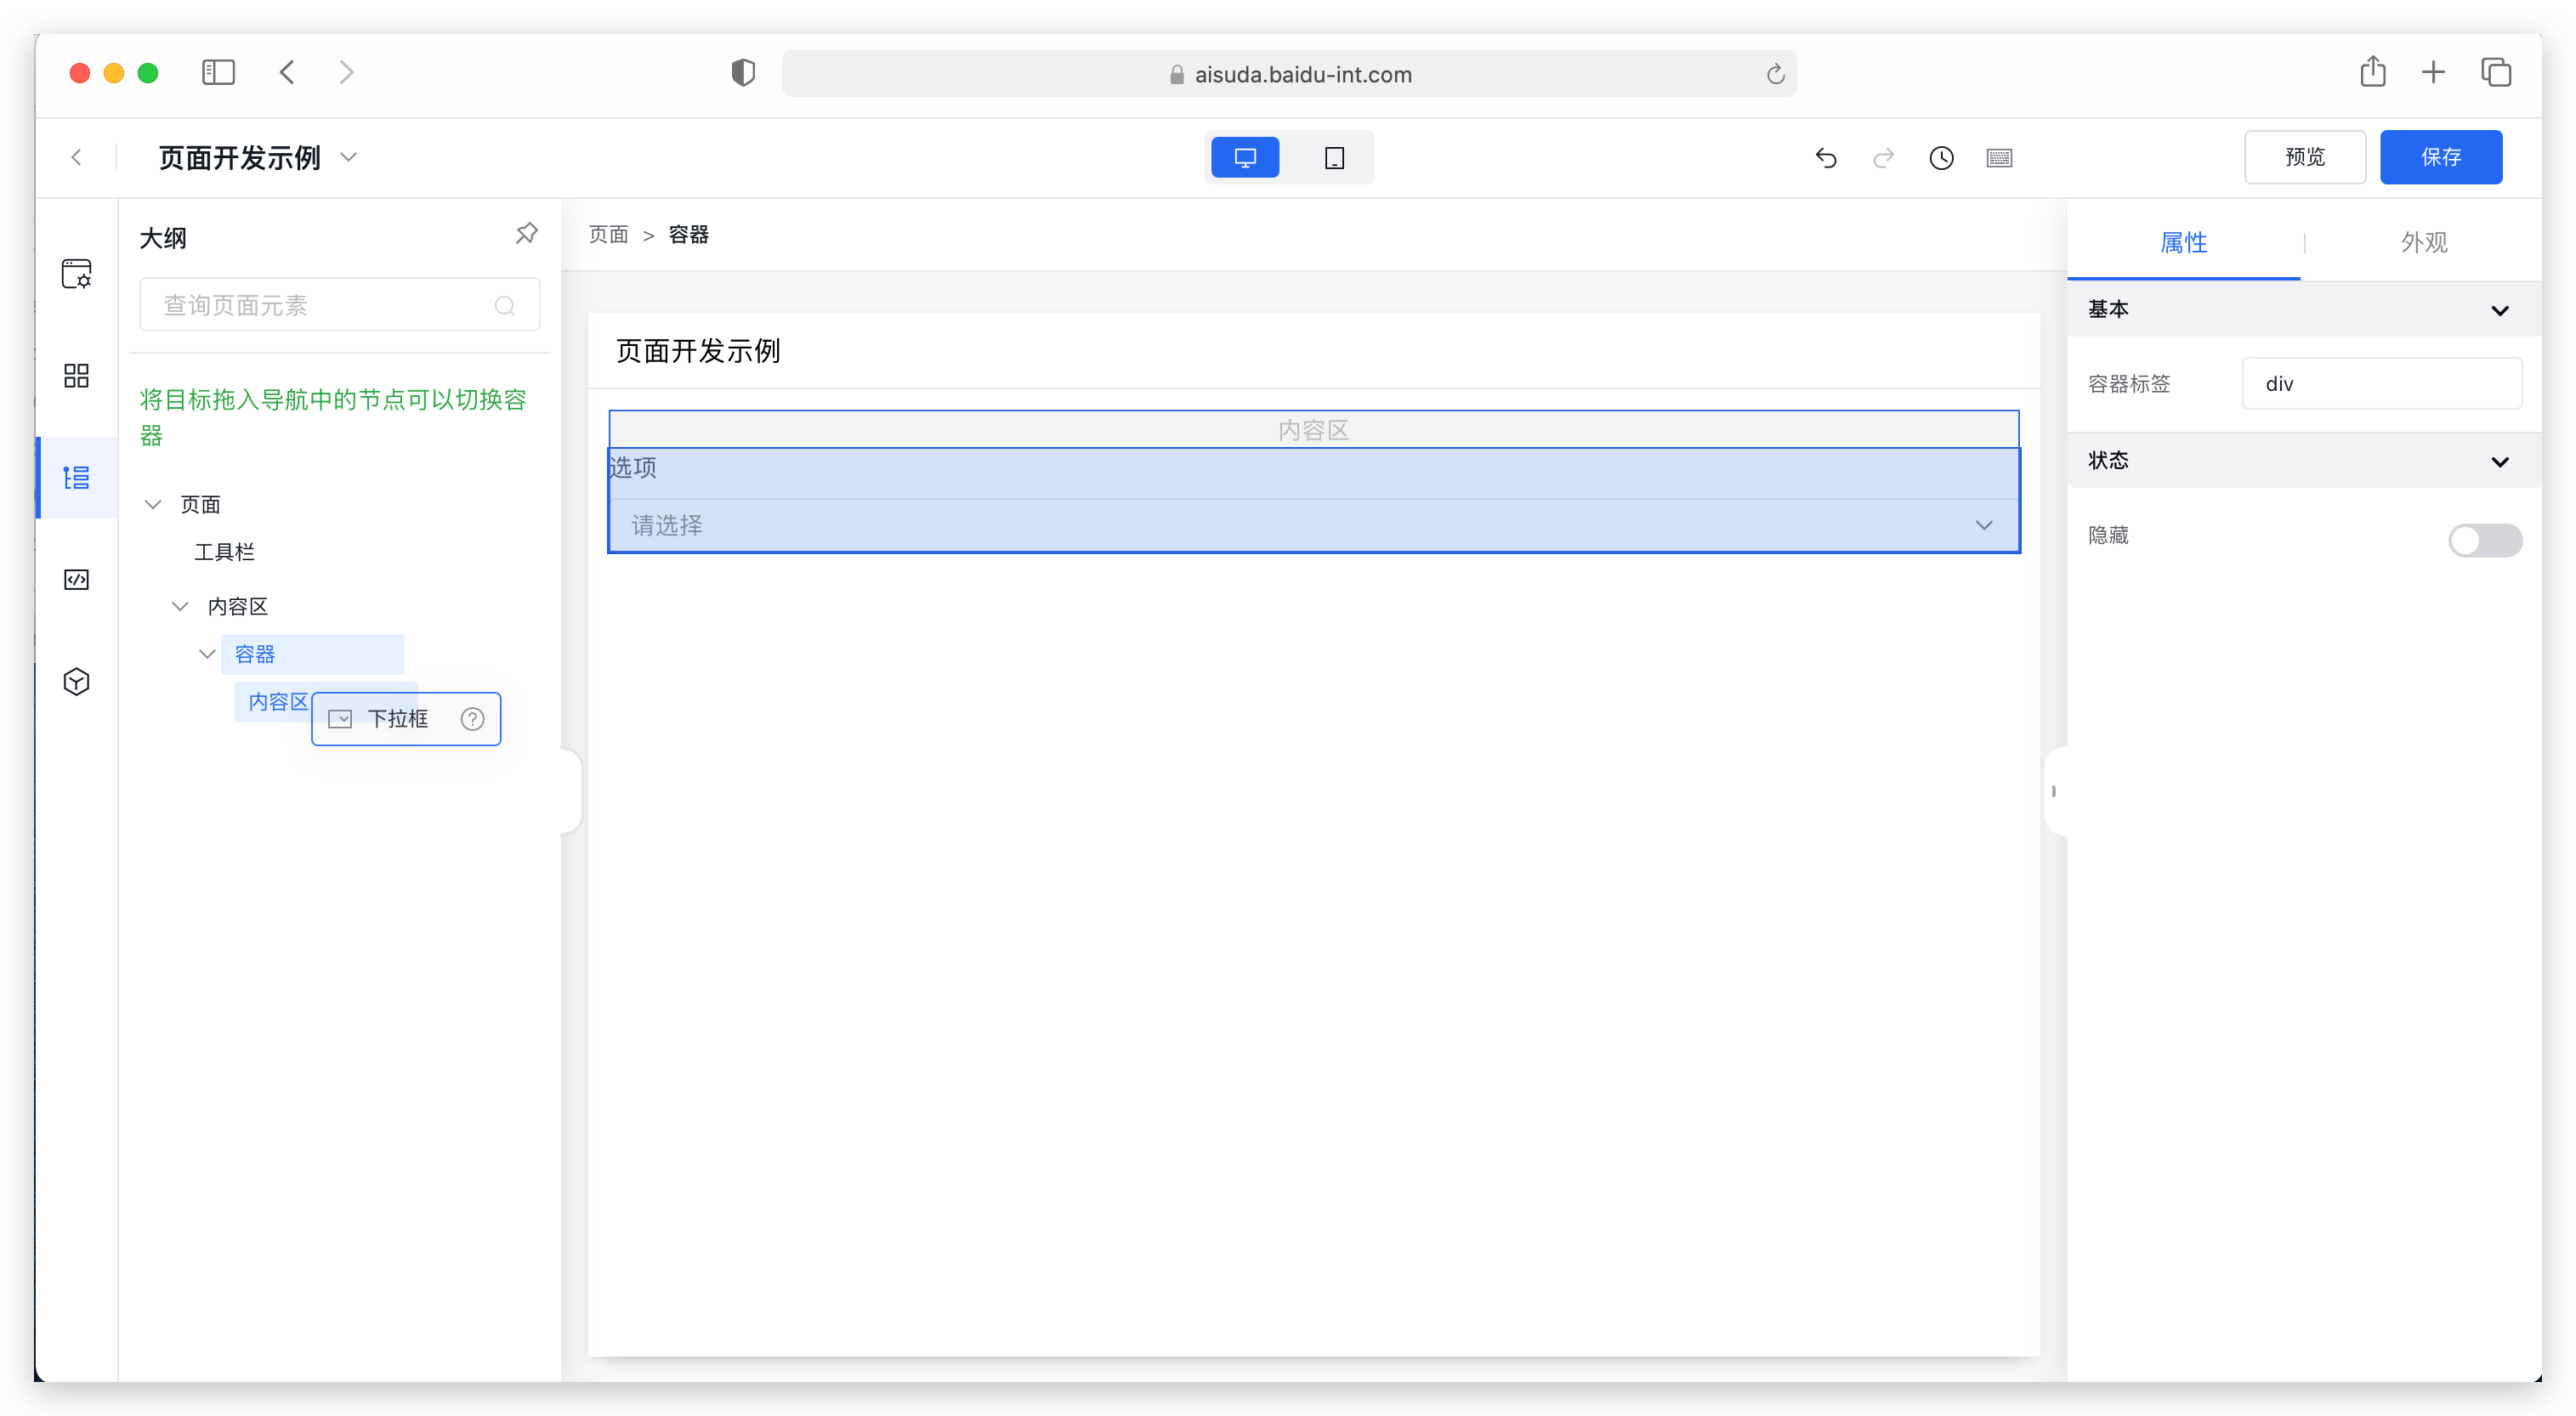 aisuda.baidu-int.com
页面开发示例
预览
保存
大纲
查询页面元素
将目标拖入导航中的节点可以切换容
器
页面
工具栏
内容区
容器
内容区
下拉框
页面 > 容器
页面开发示例
内容区
选项
请选择
属性
外观
基本
容器标签
div
状态
隐藏